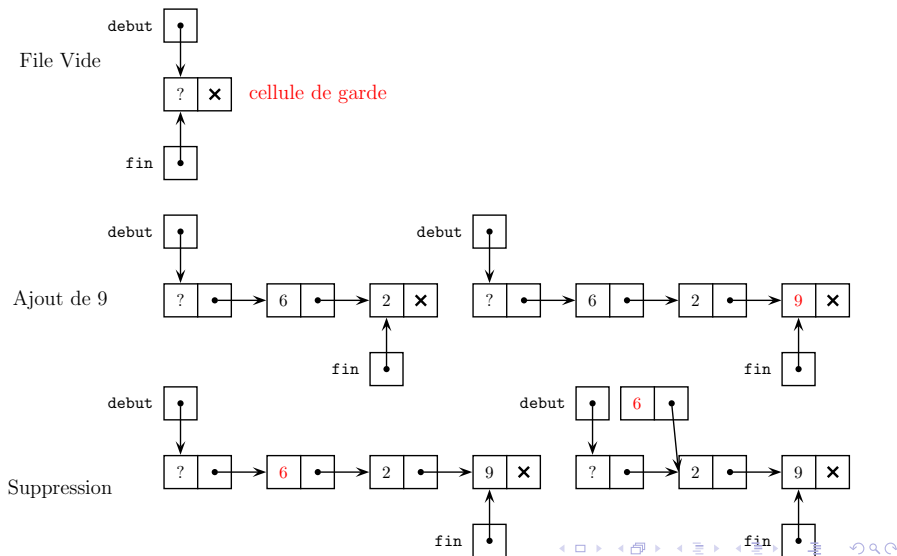 debut
File Vide
? ×
cellule de garde
fin
debut
debut
Ajout de 9
? 6 2 ×
? 6 2 9 ×
fin
fin
debut
debut
6
Suppression
? 6 2 9 ×
? 2 9 ×
fin
fin